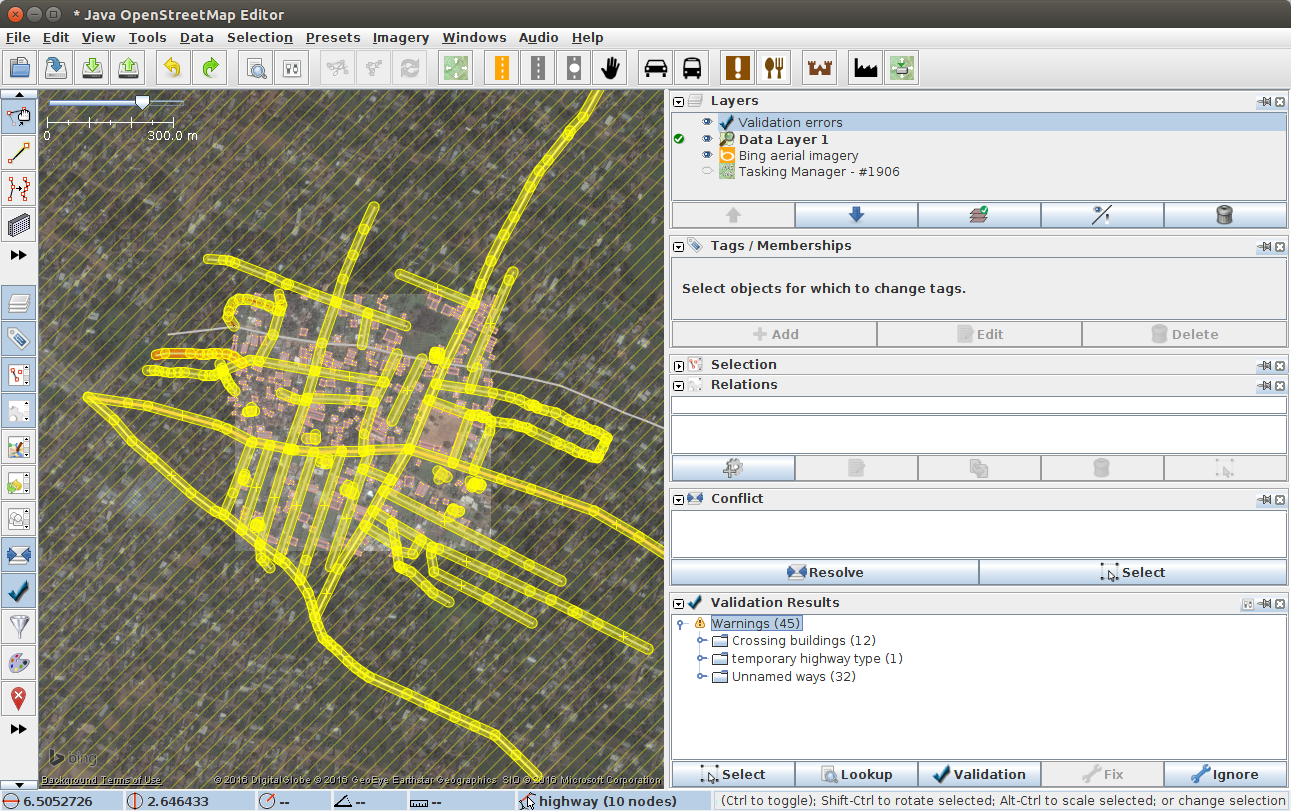 * Java OpenStreetMap Editor
File Edit View Tools Data Selection Presets Imagery Windows Audio Help
0 300.0 m
Layers
Validation errors
Data Layer 1
Bing aerial imagery
Tasking Manager - #1906
Tags / Memberships
Select objects for which to change tags.
Add Edit Delete
Selection
Relations
Conflict
Resolve Select
Validation Results
Warnings (45)
Crossing buildings (12)
temporary highway type (1)
Unnamed ways (32)
bing
Background Terms of Use © 2016 DigitalGlobe © 2016 GeoEye Earthstar Geographics SIO © 2016 Microsoft Corporation
Select Lookup Validation Fix Ignore
6.5052726 2.646433 -- -- -- highway (10 nodes) (Ctrl to toggle); Shift-Ctrl to rotate selected; Alt-Ctrl to scale selected; or change selection